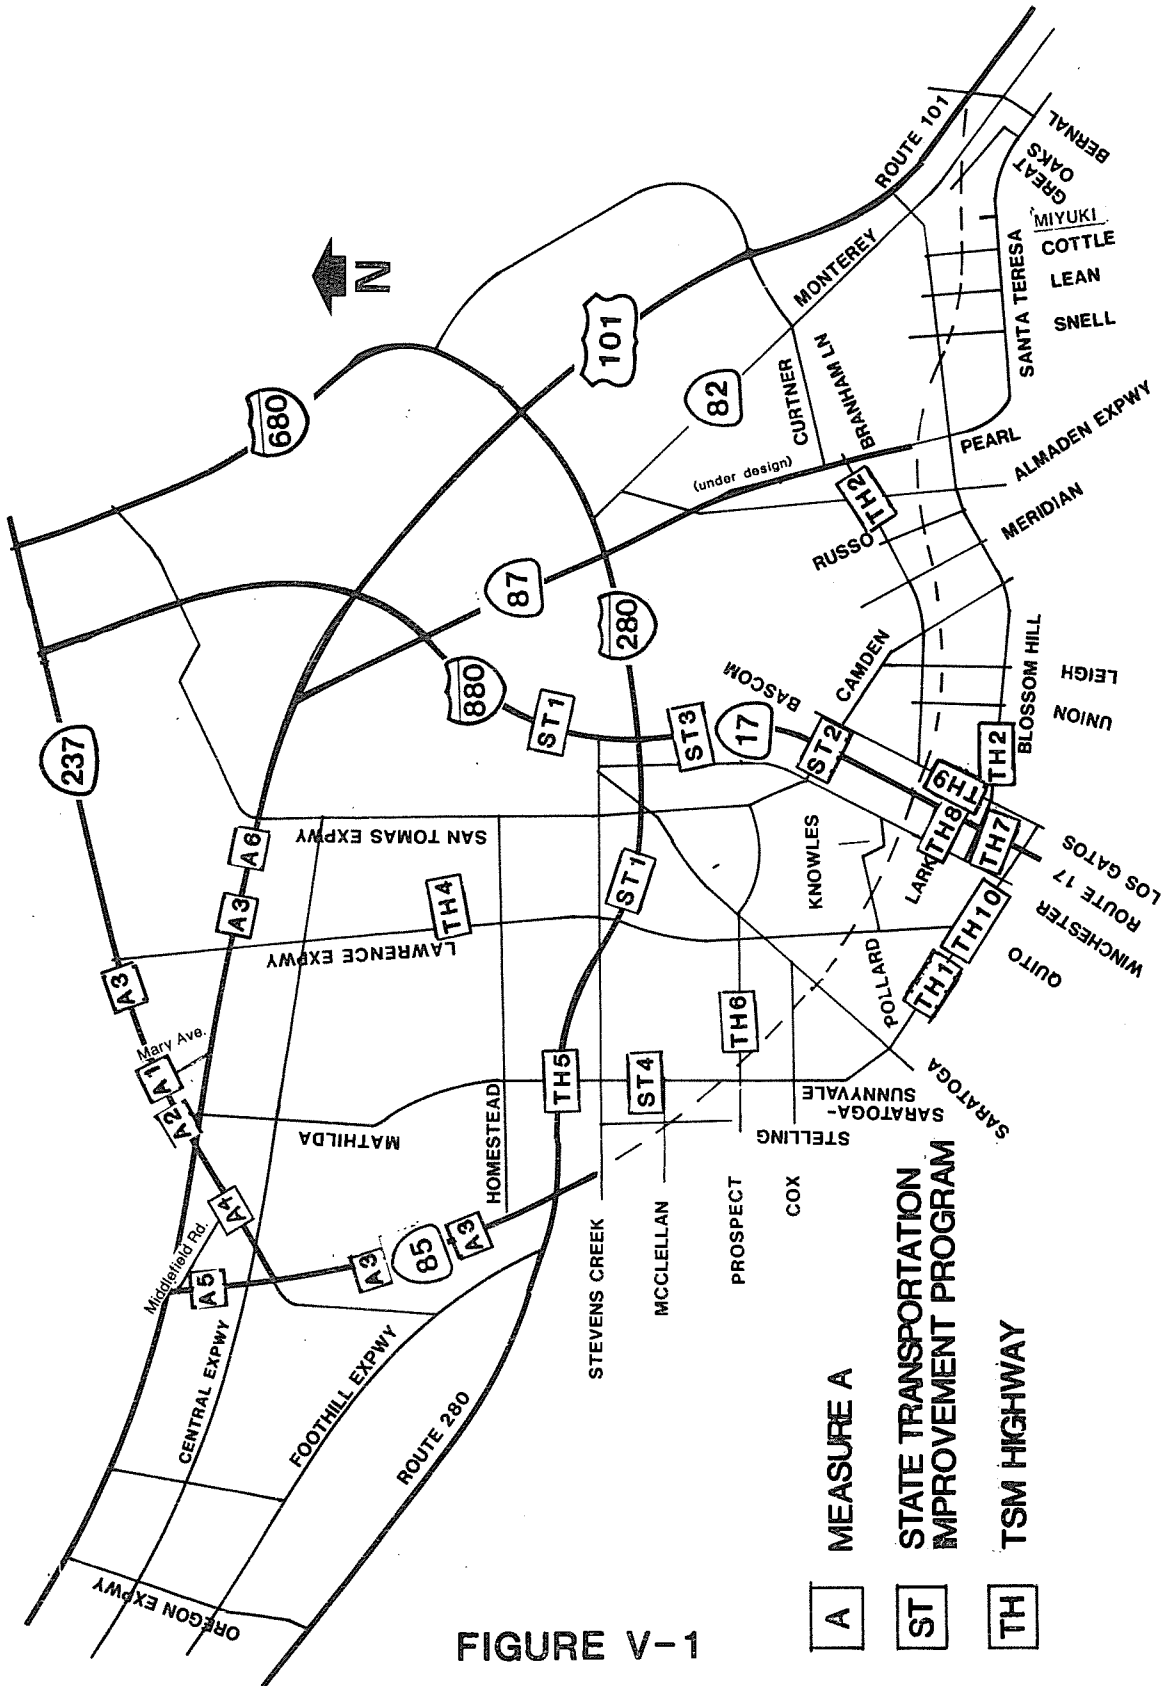 237
680
101
N
880
87
280
82
17
85
A3
A1
A2
A4
A5
A3
A3
A3
A6
ST1
ST3
ST2
ST1
ST4
TH4
TH5
TH6
TH1
TH10
TH7
TH8
TH9
TH2
TH2
Mary Ave.
Middlefield Rd.
ROUTE 101
MONTEREY
CURTNER
BRANHAM LN
(under design)
PEARL
ALMADEN EXPWY
MERIDIAN
RUSSO
SANTA TERESA
SNELL
LEAN
COTTLE
MIYUKI
GREAT
OAKS
BERNAL
BASCOM
CAMDEN
BLOSSOM HILL
LEIGH
UNION
SAN TOMAS EXPWY
LAWRENCE EXPWY
KNOWLES
LARK
POLLARD
LOS GATOS
ROUTE 17
WINCHESTER
QUITO
SARATOGA
SARATOGA-
SUNNYVALE
STELLING
MATHILDA
HOMESTEAD
STEVENS CREEK
MCCLELLAN
PROSPECT
COX
CENTRAL EXPWY
FOOTHILL EXPWY
ROUTE 280
OREGON EXPWY
A MEASURE A
ST STATE TRANSPORTATION
IMPROVEMENT PROGRAM
TH TSM HIGHWAY
FIGURE V-1